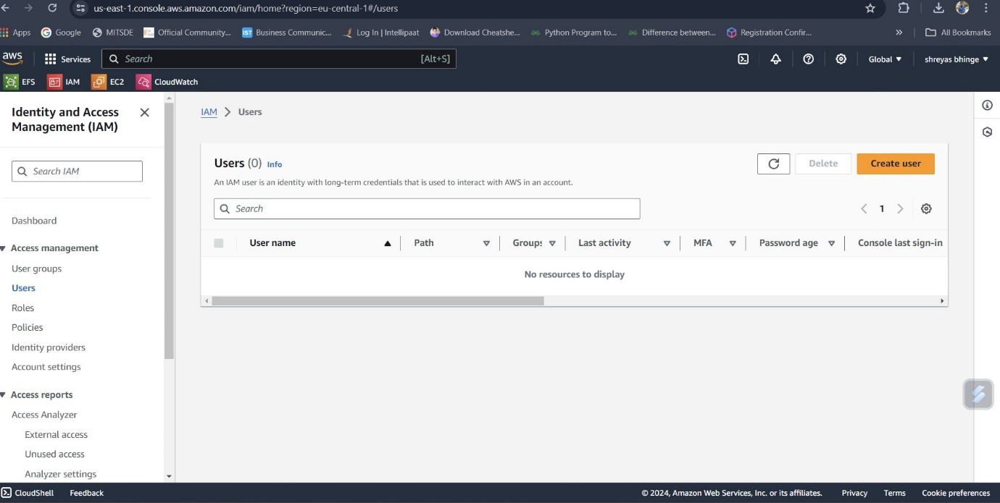 us-east-1.console.aws.amazon.com/iam/home?region=eu-central-1#/users
Apps Google MITSDE Official Community... IST Business Communic... Log In | Intellipaat Download Cheatshe... Python Program to... Difference between... Registration Confir... » All Bookmarks
aws Services Search [Alt+S] Global shreyas bhinge
EFS IAM EC2 CloudWatch
Identity and Access
Management (IAM)
Search IAM
Dashboard
Access management
User groups
Users
Roles
Policies
Identity providers
Account settings
Access reports
Access Analyzer
External access
Unused access
Analyzer settings
IAM > Users
Users (0) Info
Delete Create user
An IAM user is an identity with long-term credentials that is used to interact with AWS in an account.
Search
1
User name Path Groups Last activity MFA Password age Console last sign-in
No resources to display
CloudShell Feedback © 2024, Amazon Web Services, Inc. or its affiliates. Privacy Terms Cookie preferences